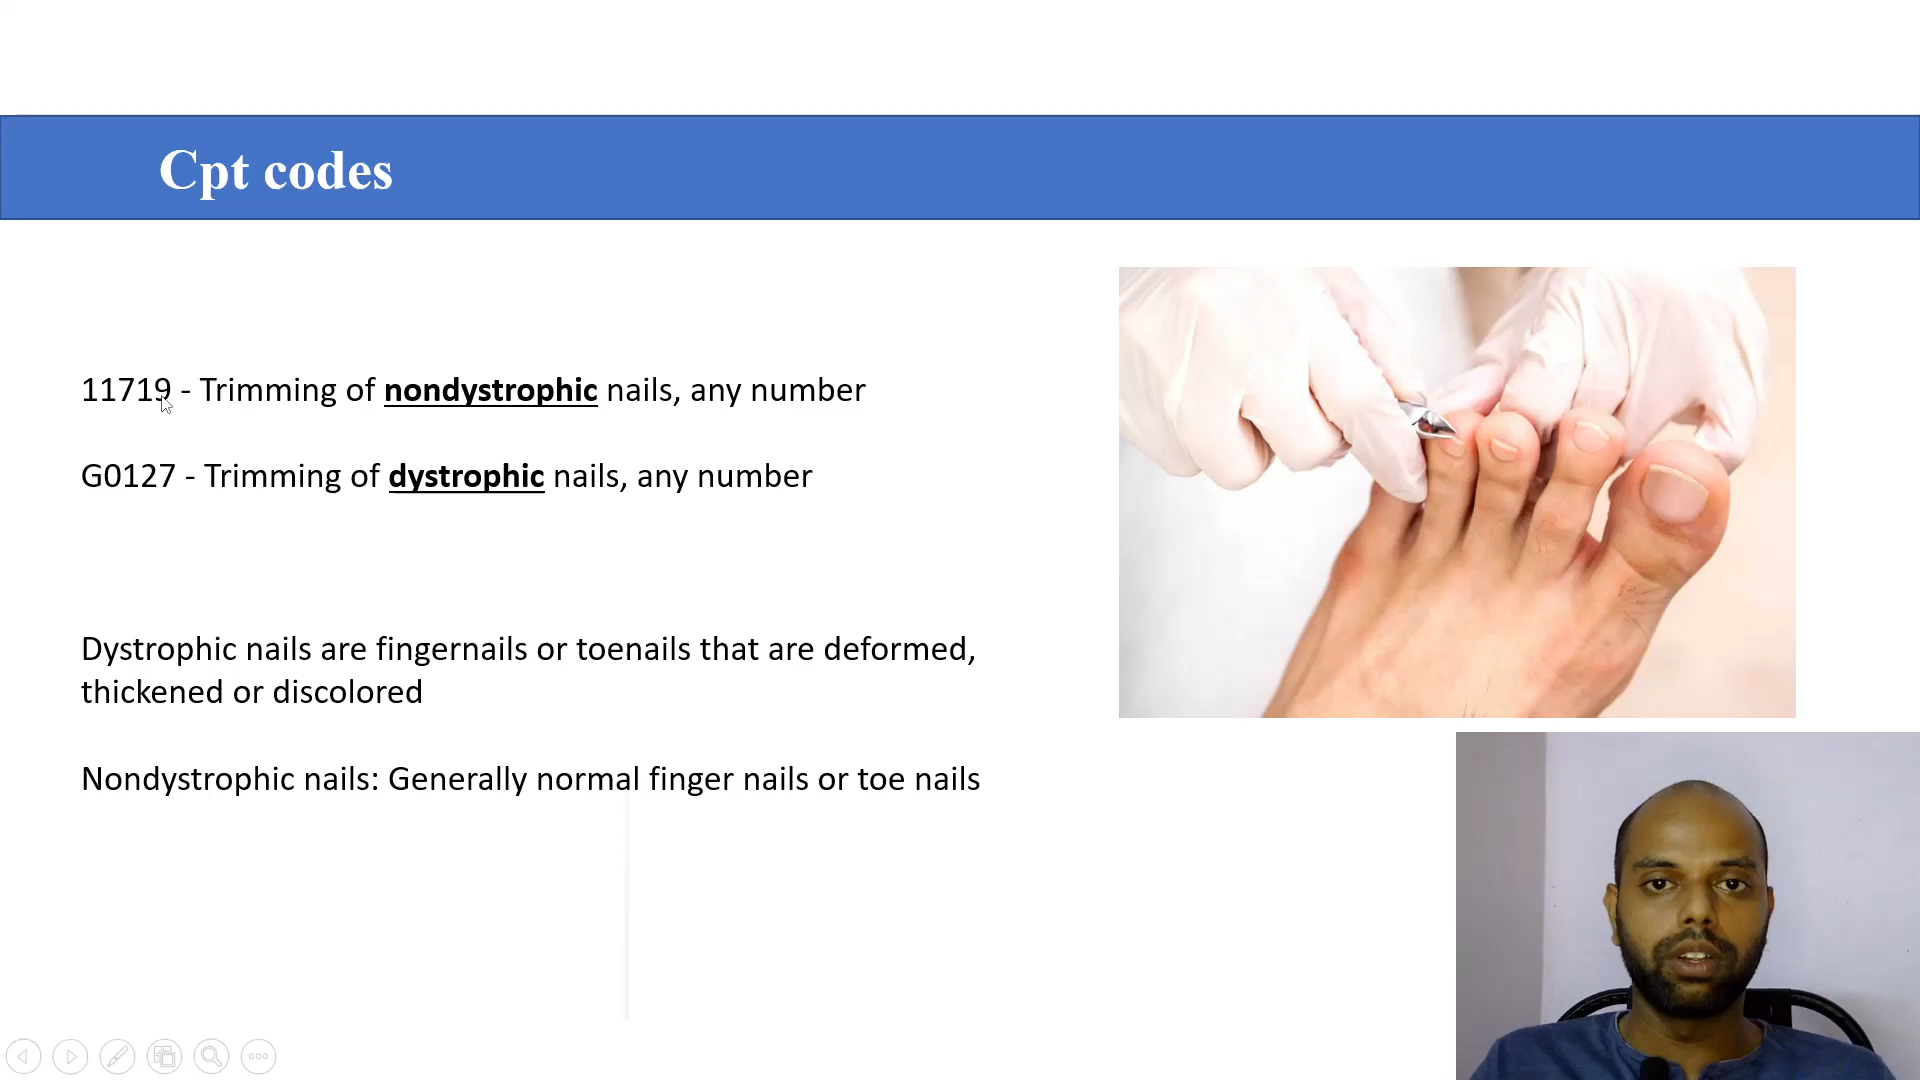 Cpt codes
11719 - Trimming of nondystrophic nails, any number
G0127 - Trimming of dystrophic nails, any number
Dystrophic nails are fingernails or toenails that are deformed,
thickened or discolored
Nondystrophic nails: Generally normal finger nails or toe nails